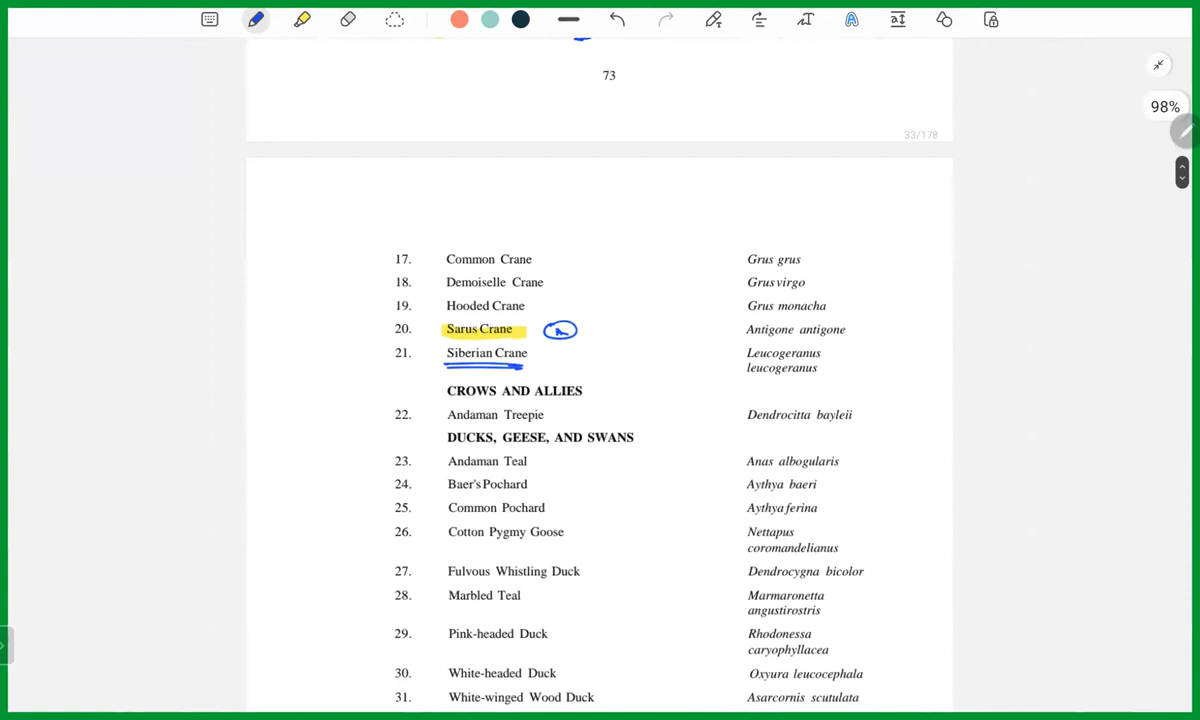 98%
73
33/178
17. Common Crane Grus grus
18. Demoiselle Crane Grus virgo
19. Hooded Crane Grus monacha
20. Sarus Crane Antigone antigone
21. Siberian Crane Leucogeranus
leucogeranus
CROWS AND ALLIES
22. Andaman Treepie Dendrocitta bayleii
DUCKS, GEESE, AND SWANS
23. Andaman Teal Anas albogularis
24. Baer's Pochard Aythya baeri
25. Common Pochard Aythya ferina
26. Cotton Pygmy Goose Nettapus
coromandelianus
27. Fulvous Whistling Duck Dendrocygna bicolor
28. Marbled Teal Marmaronetta
angustirostris
29. Pink-headed Duck Rhodonessa
caryophyllacea
30. White-headed Duck Oxyura leucocephala
31. White-winged Wood Duck Asarcornis scutulata